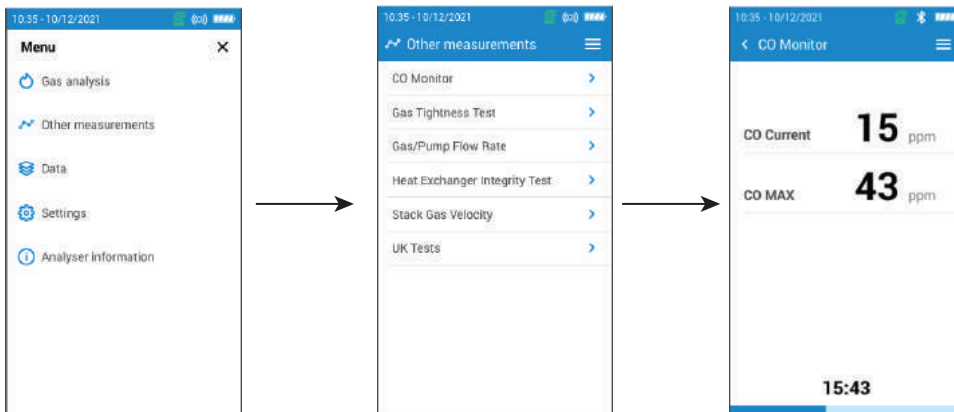 10:35 - 10/12/2021
Menu
Gas analysis
Other measurements
Data
Settings
Analyser information
10:35 - 10/12/2021
Other measurements
CO Monitor
Gas Tightness Test
Gas/Pump Flow Rate
Heat Exchanger Integrity Test
Stack Gas Velocity
UK Tests
10:35 - 10/12/2021
CO Monitor
CO Current 15 ppm
CO MAX 43 ppm
15:43